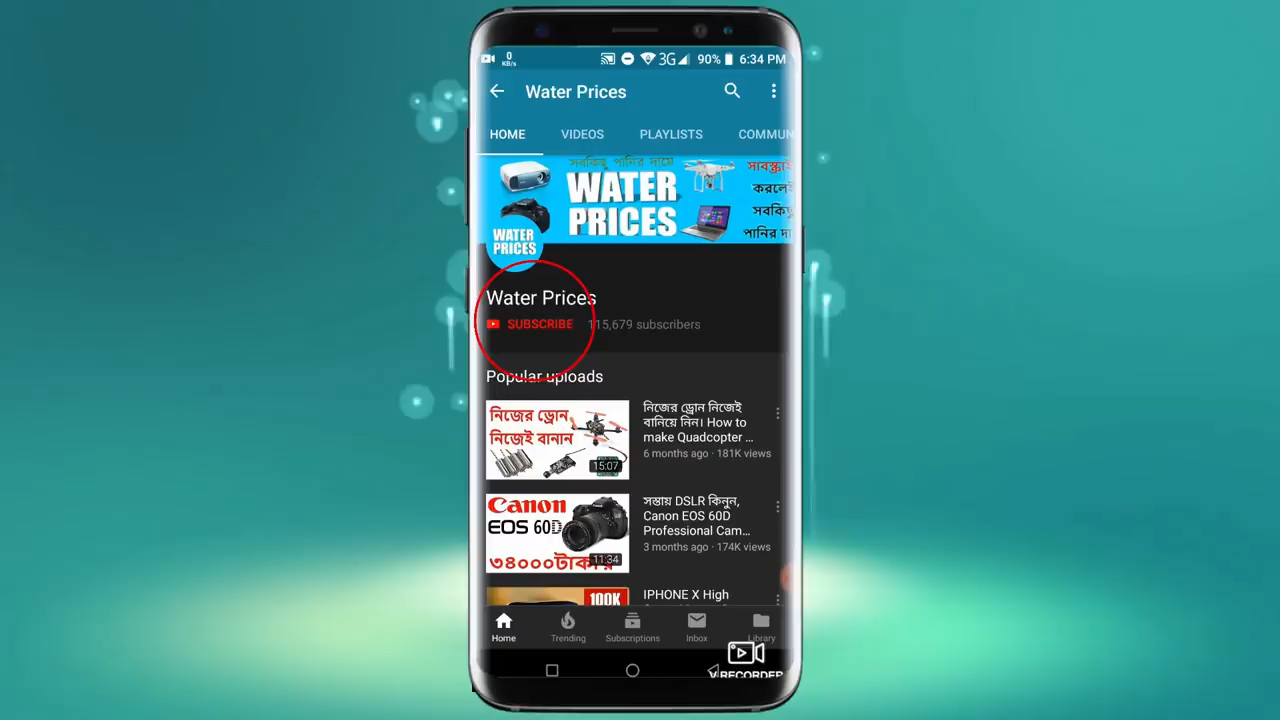 0
KB/s
3G
90%
6:34 PM
Water Prices
HOME
VIDEOS
PLAYLISTS
COMMUN
সবকিছু পানির দামে
WATER
PRICES
সাবস্ক্রাই
করলেই
সবকিছু
পানির দা
WATER
PRICES
Water Prices
SUBSCRIBE
115,679 subscribers
Popular uploads
নিজের ড্রোন
নিজেই বানান
15:07
নিজের ড্রোন নিজেই
বানিয়ে নিন। How to
make Quadcopter ...
6 months ago · 181K views
Canon
EOS 60D
৩৪০০০টাকায়
11:34
সস্তায় DSLR কিনুন,
Canon EOS 60D
Professional Cam...
3 months ago · 174K views
100K
IPHONE X High
Home
Trending
Subscriptions
Inbox
Library
V RECORDER